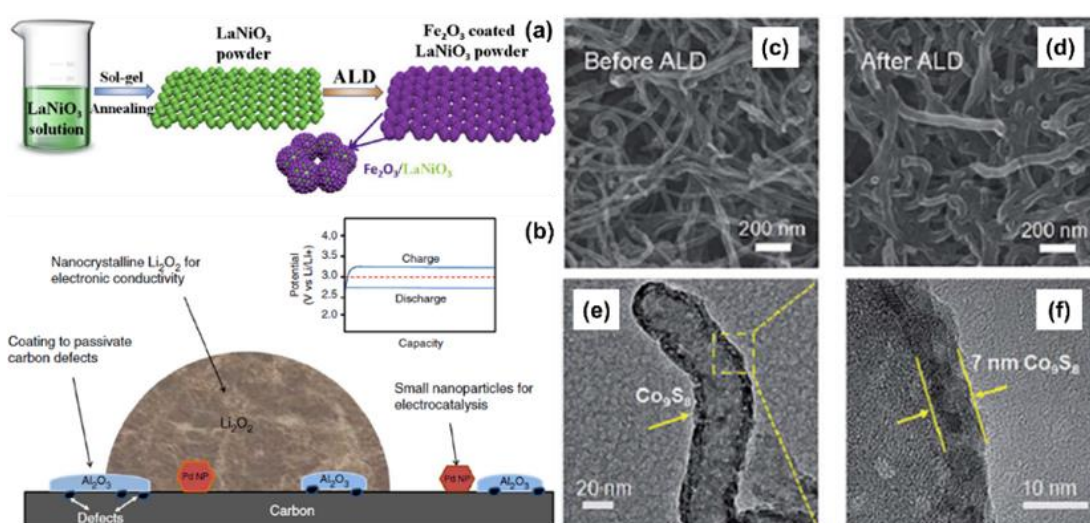 (a)
LaNiO₃
solution
Sol-gel
Annealing
LaNiO₃
powder
ALD
Fe₂O₃ coated
LaNiO₃ powder
Fe₂O₃/LaNiO₃
(b)
Nanocrystalline Li₂O₂ for
electronic conductivity
Coating to passivate
carbon defects
Potential
(V vs Li/Li+)
4.0
3.5
3.0
2.5
2.0
Charge
Discharge
Capacity
Small nanoparticles for
electrocatalysis
Li₂O₂
Al₂O₃
Pd NP
Al₂O₃
Pd NP
Al₂O₃
Defects
Carbon
(c)
Before ALD
200 nm
(d)
After ALD
200 nm
(e)
Co₉S₈
20 nm
(f)
7 nm Co₉S₈
10 nm